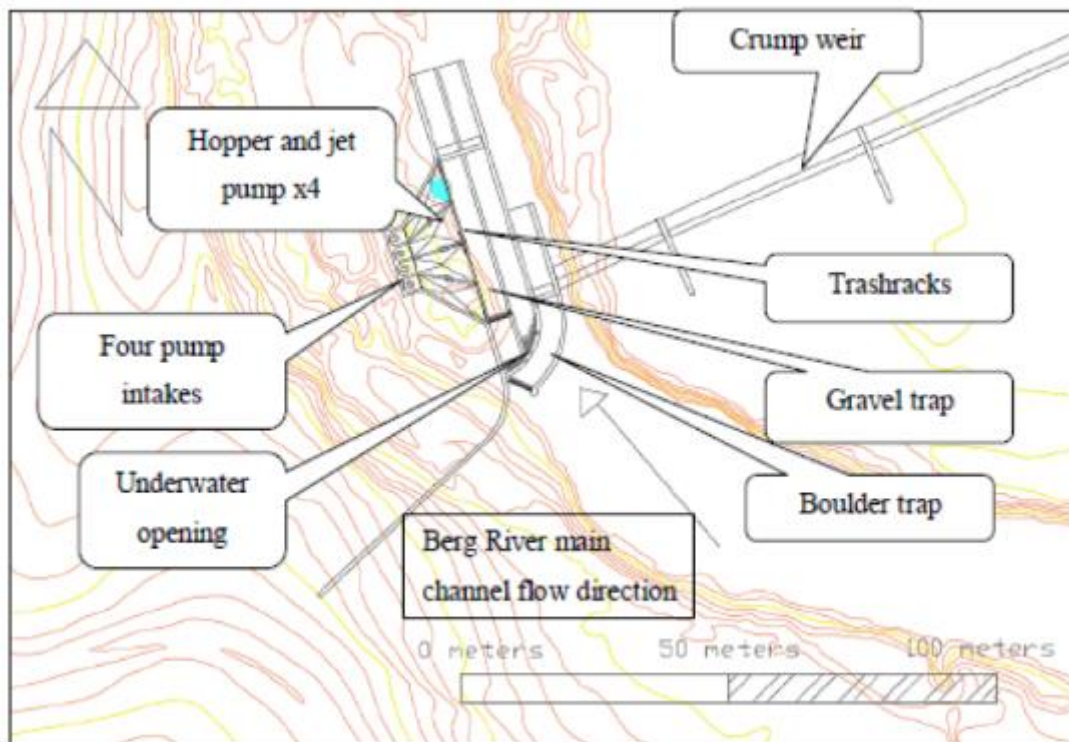 Crump weir
Hopper and jet
pump x4
Trashracks
Four pump
intakes
Gravel trap
Underwater
opening
Boulder trap
Berg River main
channel flow direction
0 meters 50 meters 100 meters